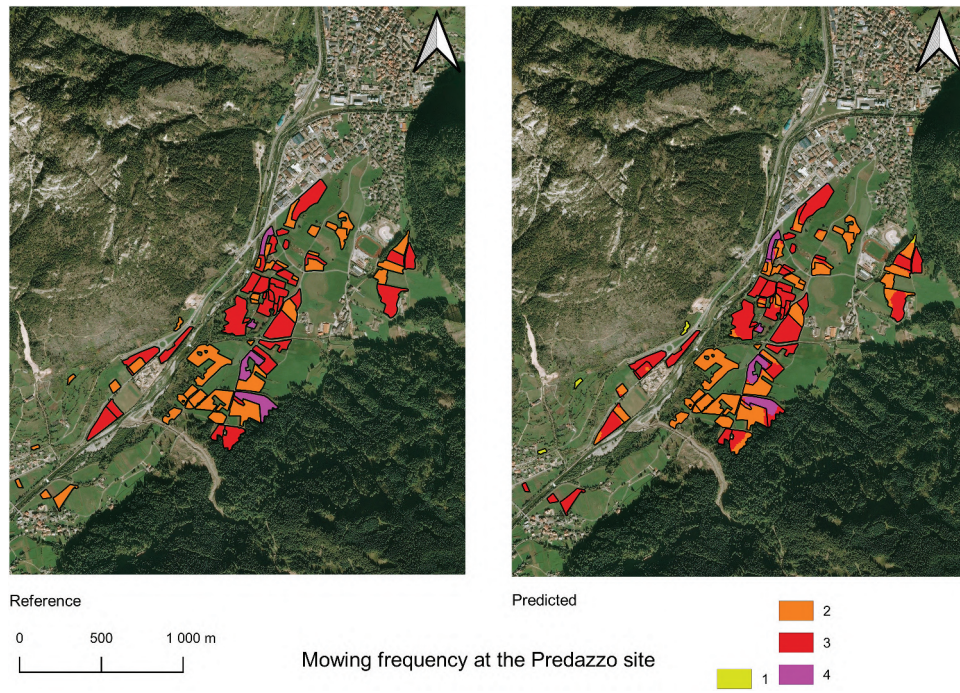 Reference
Predicted
0 500 1 000 m
Mowing frequency at the Predazzo site
1
2
3
4